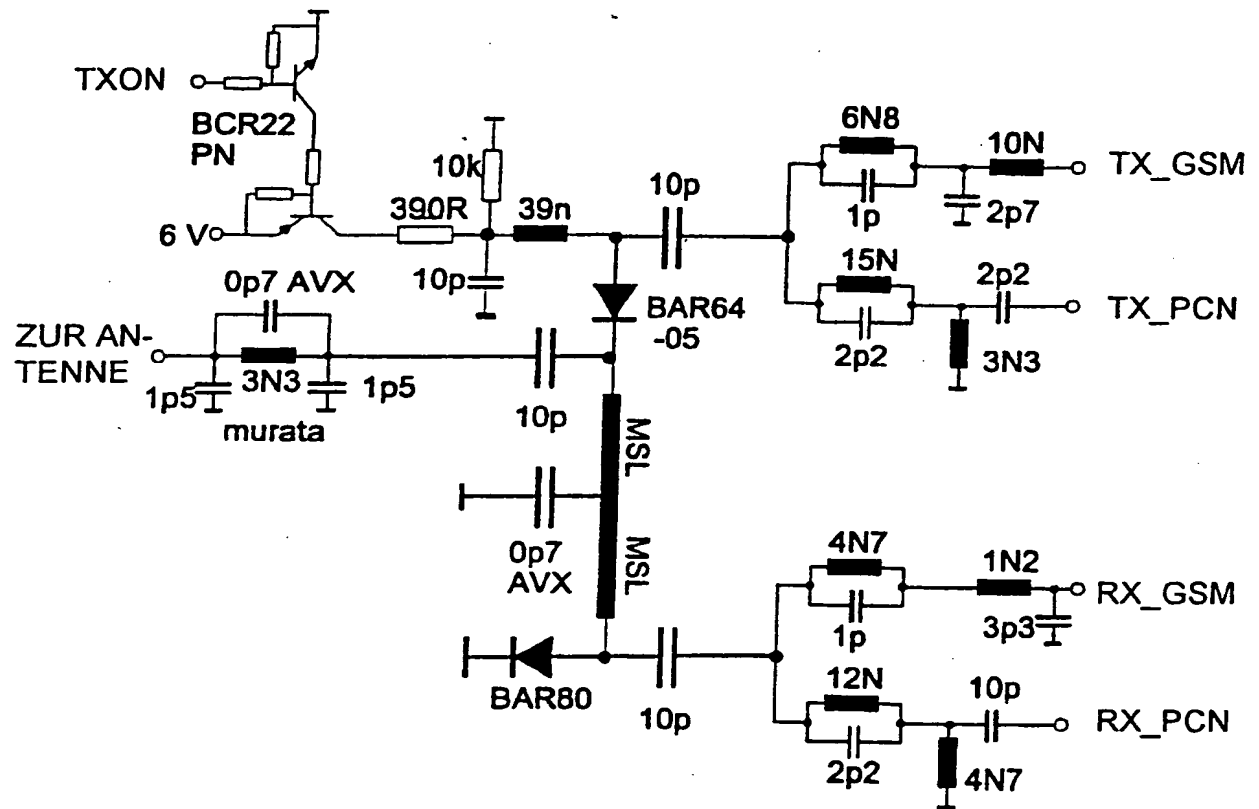 TXON
BCR22
PN
10k
390R
39n
6 V
10p
10p
6N8
1p
10N
TX_GSM
2p7
15N
2p2
2p2
TX_PCN
3N3
0p7 AVX
BAR64
-05
ZUR AN-
TENNE
3N3
1p5
1p5
murata
10p
MSL
MSL
0p7
AVX
4N7
1p
1N2
RX_GSM
3p3
BAR80
10p
12N
2p2
10p
RX_PCN
4N7